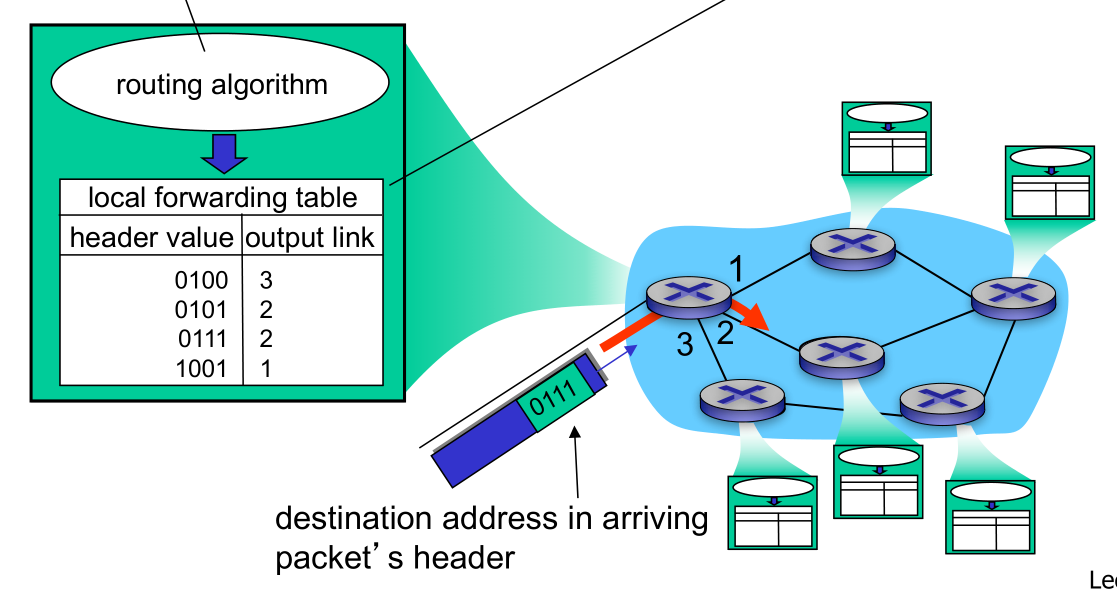 routing algorithm
local forwarding table
header value output link
0100 3
0101 2
0111 2
1001 1
1
2
3
0111
destination address in arriving
packet’s header